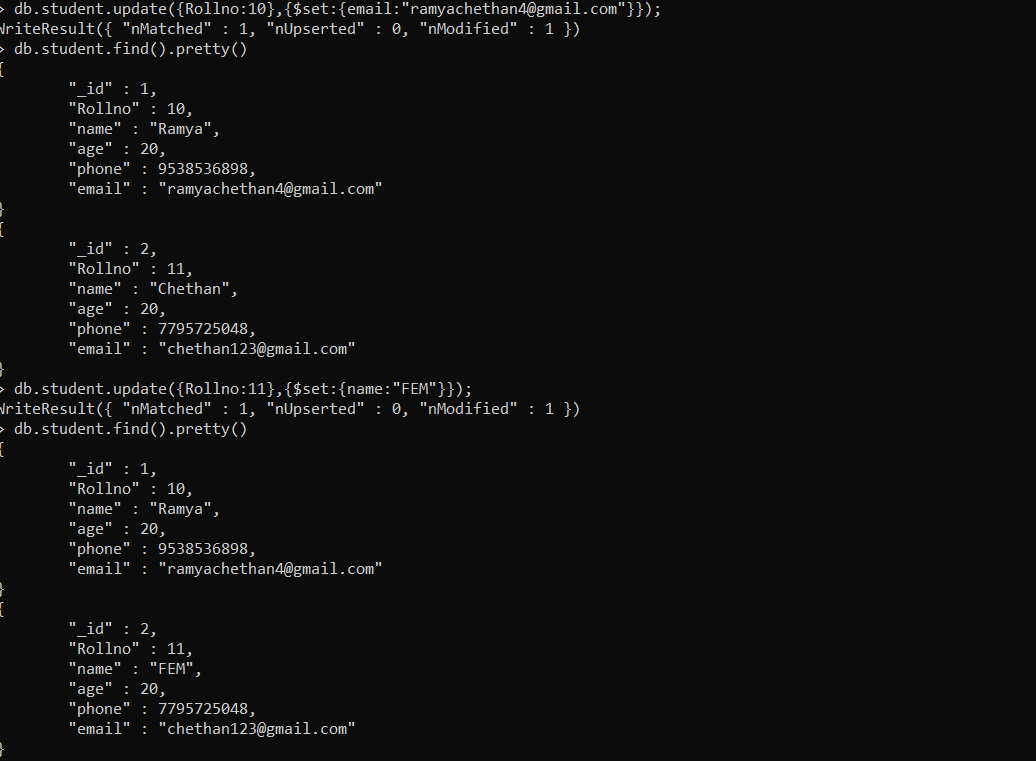 > db.student.update({Rollno:10},{$set:{email:"ramyachethan4@gmail.com"}});
WriteResult({ "nMatched" : 1, "nUpserted" : 0, "nModified" : 1 })
> db.student.find().pretty()
{
        "_id" : 1,
        "Rollno" : 10,
        "name" : "Ramya",
        "age" : 20,
        "phone" : 9538536898,
        "email" : "ramyachethan4@gmail.com"
}
{
        "_id" : 2,
        "Rollno" : 11,
        "name" : "Chethan",
        "age" : 20,
        "phone" : 7795725048,
        "email" : "chethan123@gmail.com"
}
> db.student.update({Rollno:11},{$set:{name:"FEM"}});
WriteResult({ "nMatched" : 1, "nUpserted" : 0, "nModified" : 1 })
> db.student.find().pretty()
{
        "_id" : 1,
        "Rollno" : 10,
        "name" : "Ramya",
        "age" : 20,
        "phone" : 9538536898,
        "email" : "ramyachethan4@gmail.com"
}
{
        "_id" : 2,
        "Rollno" : 11,
        "name" : "FEM",
        "age" : 20,
        "phone" : 7795725048,
        "email" : "chethan123@gmail.com"
}